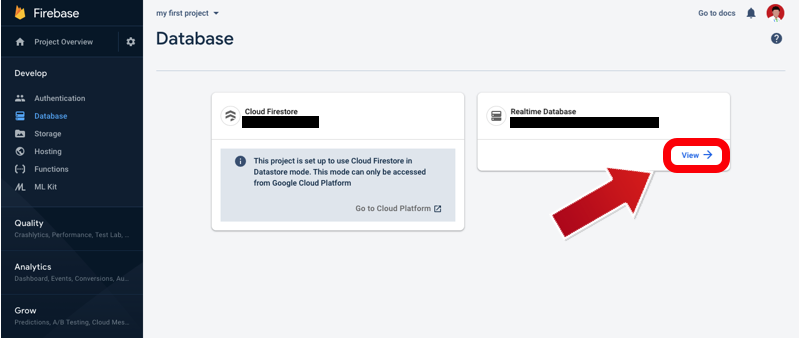 Firebase
my first project
Go to docs
Project Overview
Database
Develop
Authentication
Database
Storage
Hosting
Functions
ML Kit
Quality
Crashlytics, Performance, Test Lab, ...
Analytics
Dashboard, Events, Conversions, Au...
Grow
Predictions, A/B Testing, Cloud Mes...
Cloud Firestore
This project is set up to use Cloud Firestore in
Datastore mode. This mode can only be accessed
from Google Cloud Platform
Go to Cloud Platform
Realtime Database
View